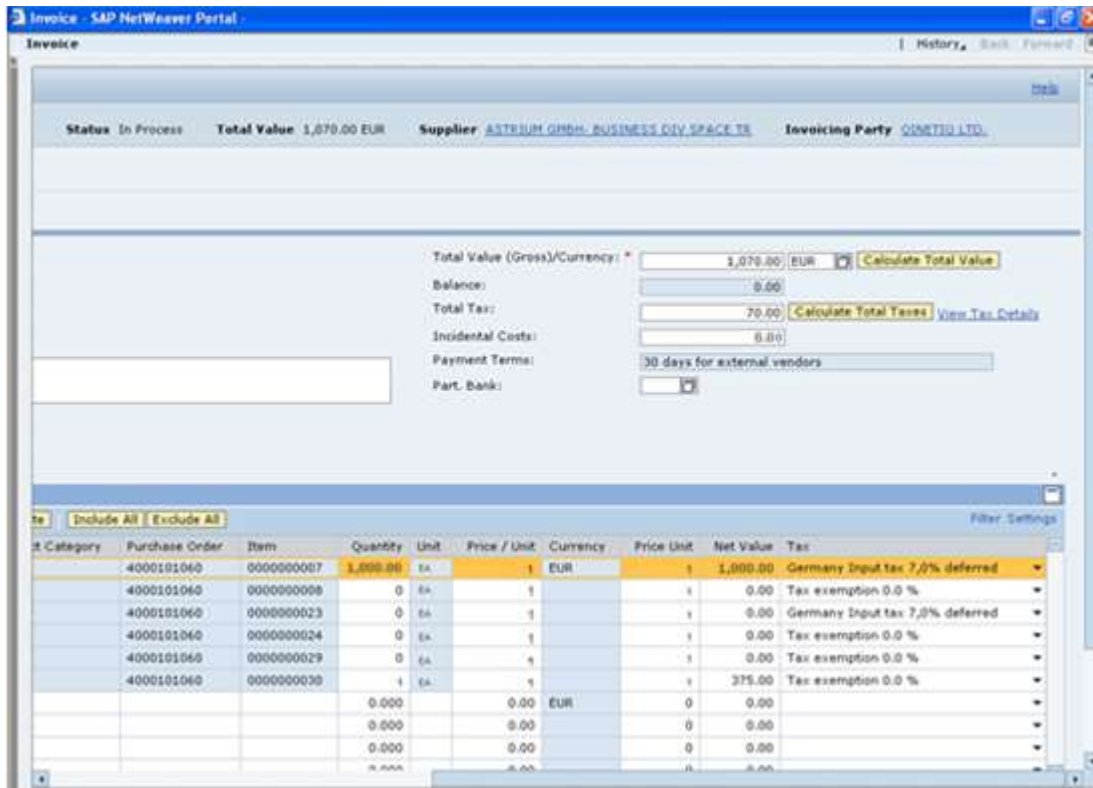 Invoice - SAP NetWeaver Portal -
Invoice
History Back Forward
Help
Status In Process Total Value 1,070.00 EUR Supplier ASTRIUM GMBH- BUSINESS DIV SPACE TR Invoicing Party QINETIQ LTD.
Total Value (Gross)/Currency: * 1,070.00 EUR Calculate Total Value
Balance: 0.00
Total Tax: 70.00 Calculate Total Taxes View Tax Details
Incidental Costs: 0.00
Payment Terms: 30 days for external vendors
Part. Bank:
te Include All Exclude All Filter Settings
t Category Purchase Order Item Quantity Unit Price / Unit Currency Price Unit Net Value Tax
4000101060 0000000007 1,000.00 EA 1 EUR 1 1,000.00 Germany Input tax 7,0% deferred
4000101060 0000000008 0 EA 1 1 0.00 Tax exemption 0.0 %
4000101060 0000000023 0 EA 1 1 0.00 Germany Input tax 7,0% deferred
4000101060 0000000024 0 EA 1 1 0.00 Tax exemption 0.0 %
4000101060 0000000029 0 EA 1 1 0.00 Tax exemption 0.0 %
4000101060 0000000030 1 EA 1 1 375.00 Tax exemption 0.0 %
0.000 0.00 EUR 0 0.00
0.000 0.00 0 0.00
0.000 0.00 0 0.00